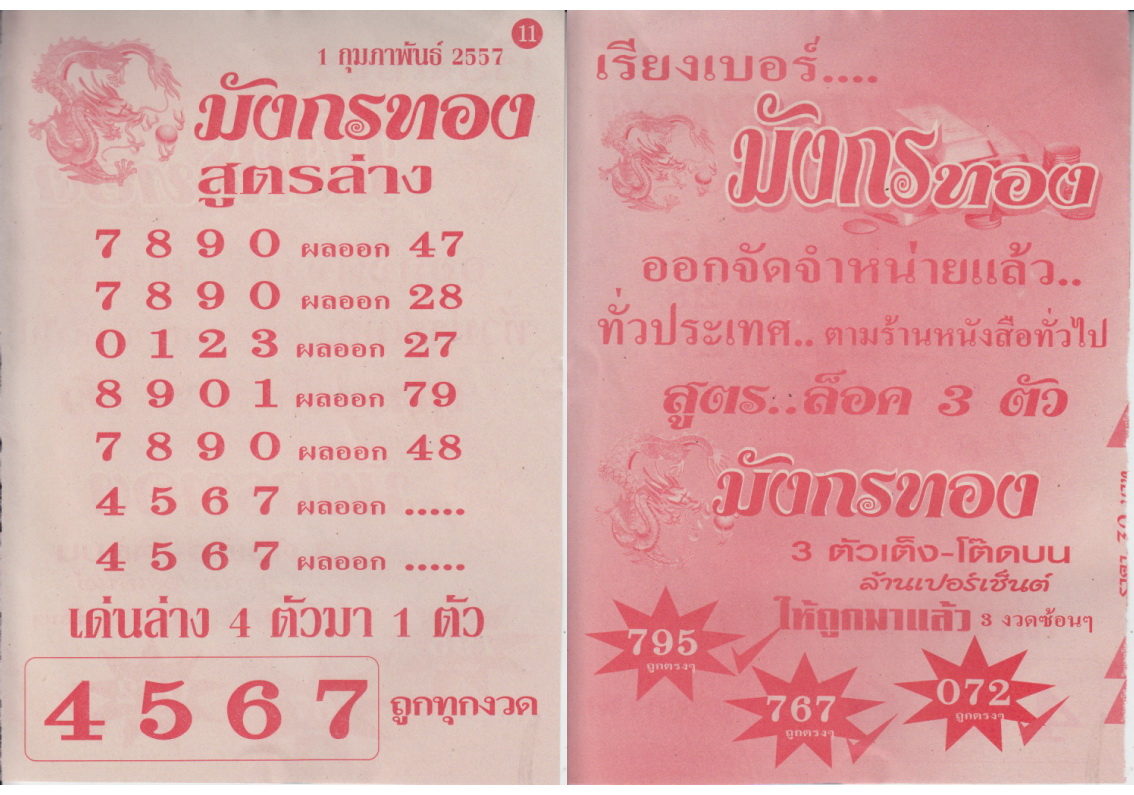 11
1 กุมภาพันธ์ 2557
มังกรทอง
สูตรล่าง
7 8 9 0 ผลออก 47
7 8 9 0 ผลออก 28
0 1 2 3 ผลออก 27
8 9 0 1 ผลออก 79
7 8 9 0 ผลออก 48
4 5 6 7 ผลออก .....
4 5 6 7 ผลออก .....
เด่นล่าง 4 ตัวมา 1 ตัว
4 5 6 7 ถูกทุกงวด
เรียงเบอร์....
มังกรทอง
ออกจัดจำหน่ายแล้ว..
ทั่วประเทศ.. ตามร้านหนังสือทั่วไป
สูตร..ล็อค 3 ตัว
มังกรทอง
3 ตัวเต็ง-โต๊ดบน
ล้านเปอร์เซ็นต์
ให้ถูกมาแล้ว 3 งวดซ้อนๆ
795
ถูกตรงๆ
767
ถูกตรงๆ
072
ถูกตรงๆ